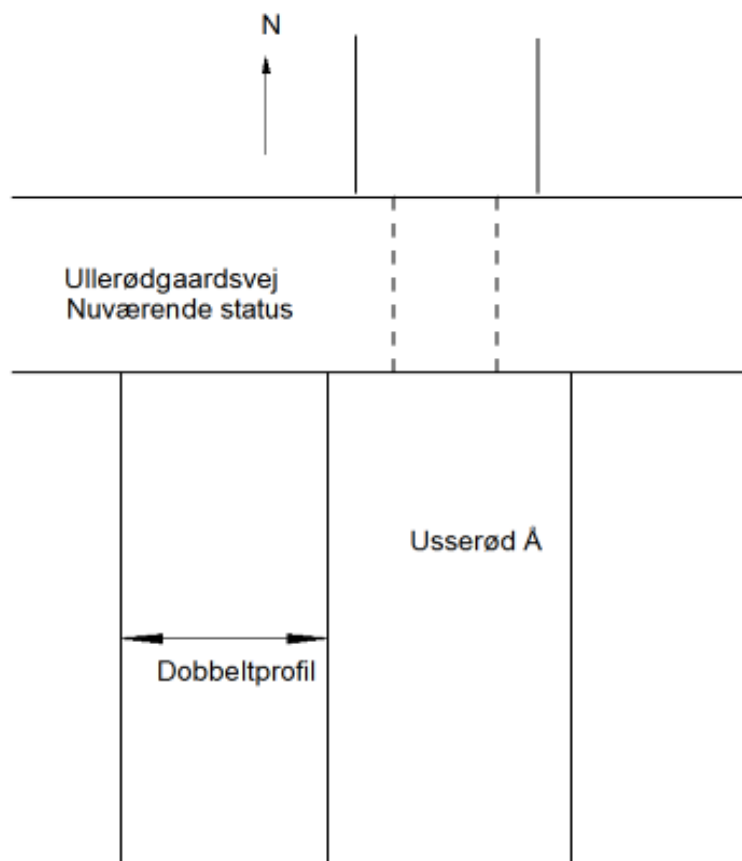 N
Ullerødgaardsvej
Nuværende status
Usserød Å
Dobbeltprofil